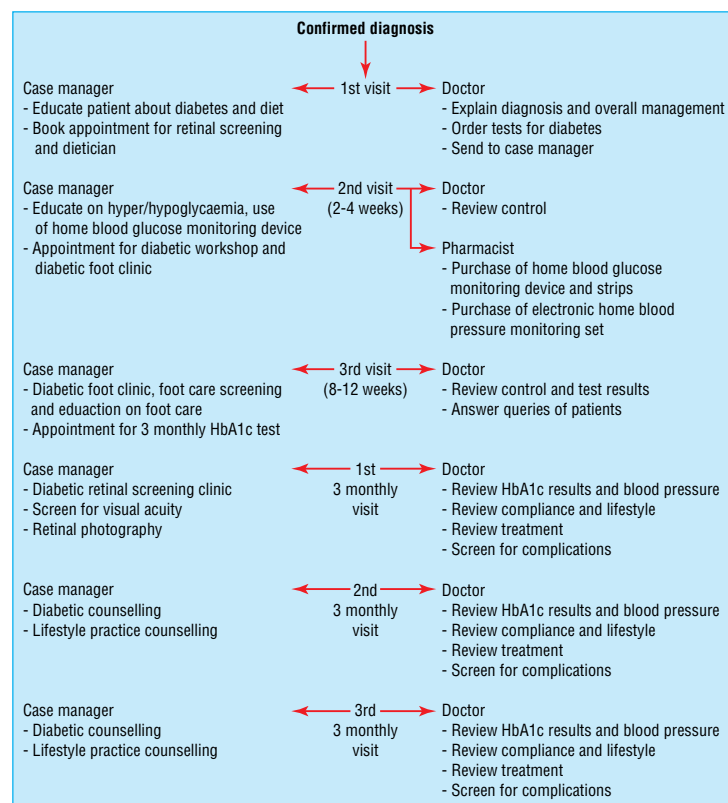 Confirmed diagnosis
1st visit
Case manager
- Educate patient about diabetes and diet
- Book appointment for retinal screening
and dietician
Doctor
- Explain diagnosis and overall management
- Order tests for diabetes
- Send to case manager
2nd visit
(2-4 weeks)
Case manager
- Educate on hyper/hypoglycaemia, use
of home blood glucose monitoring device
- Appointment for diabetic workshop and
diabetic foot clinic
Doctor
- Review control
Pharmacist
- Purchase of home blood glucose
monitoring device and strips
- Purchase of electronic home blood
pressure monitoring set
3rd visit
(8-12 weeks)
Case manager
- Diabetic foot clinic, foot care screening
and eduaction on foot care
- Appointment for 3 monthly HbA1c test
Doctor
- Review control and test results
- Answer queries of patients
1st
3 monthly
visit
Case manager
- Diabetic retinal screening clinic
- Screen for visual acuity
- Retinal photography
Doctor
- Review HbA1c results and blood pressure
- Review compliance and lifestyle
- Review treatment
- Screen for complications
2nd
3 monthly
visit
Case manager
- Diabetic counselling
- Lifestyle practice counselling
Doctor
- Review HbA1c results and blood pressure
- Review compliance and lifestyle
- Review treatment
- Screen for complications
3rd
3 monthly
visit
Case manager
- Diabetic counselling
- Lifestyle practice counselling
Doctor
- Review HbA1c results and blood pressure
- Review compliance and lifestyle
- Review treatment
- Screen for complications